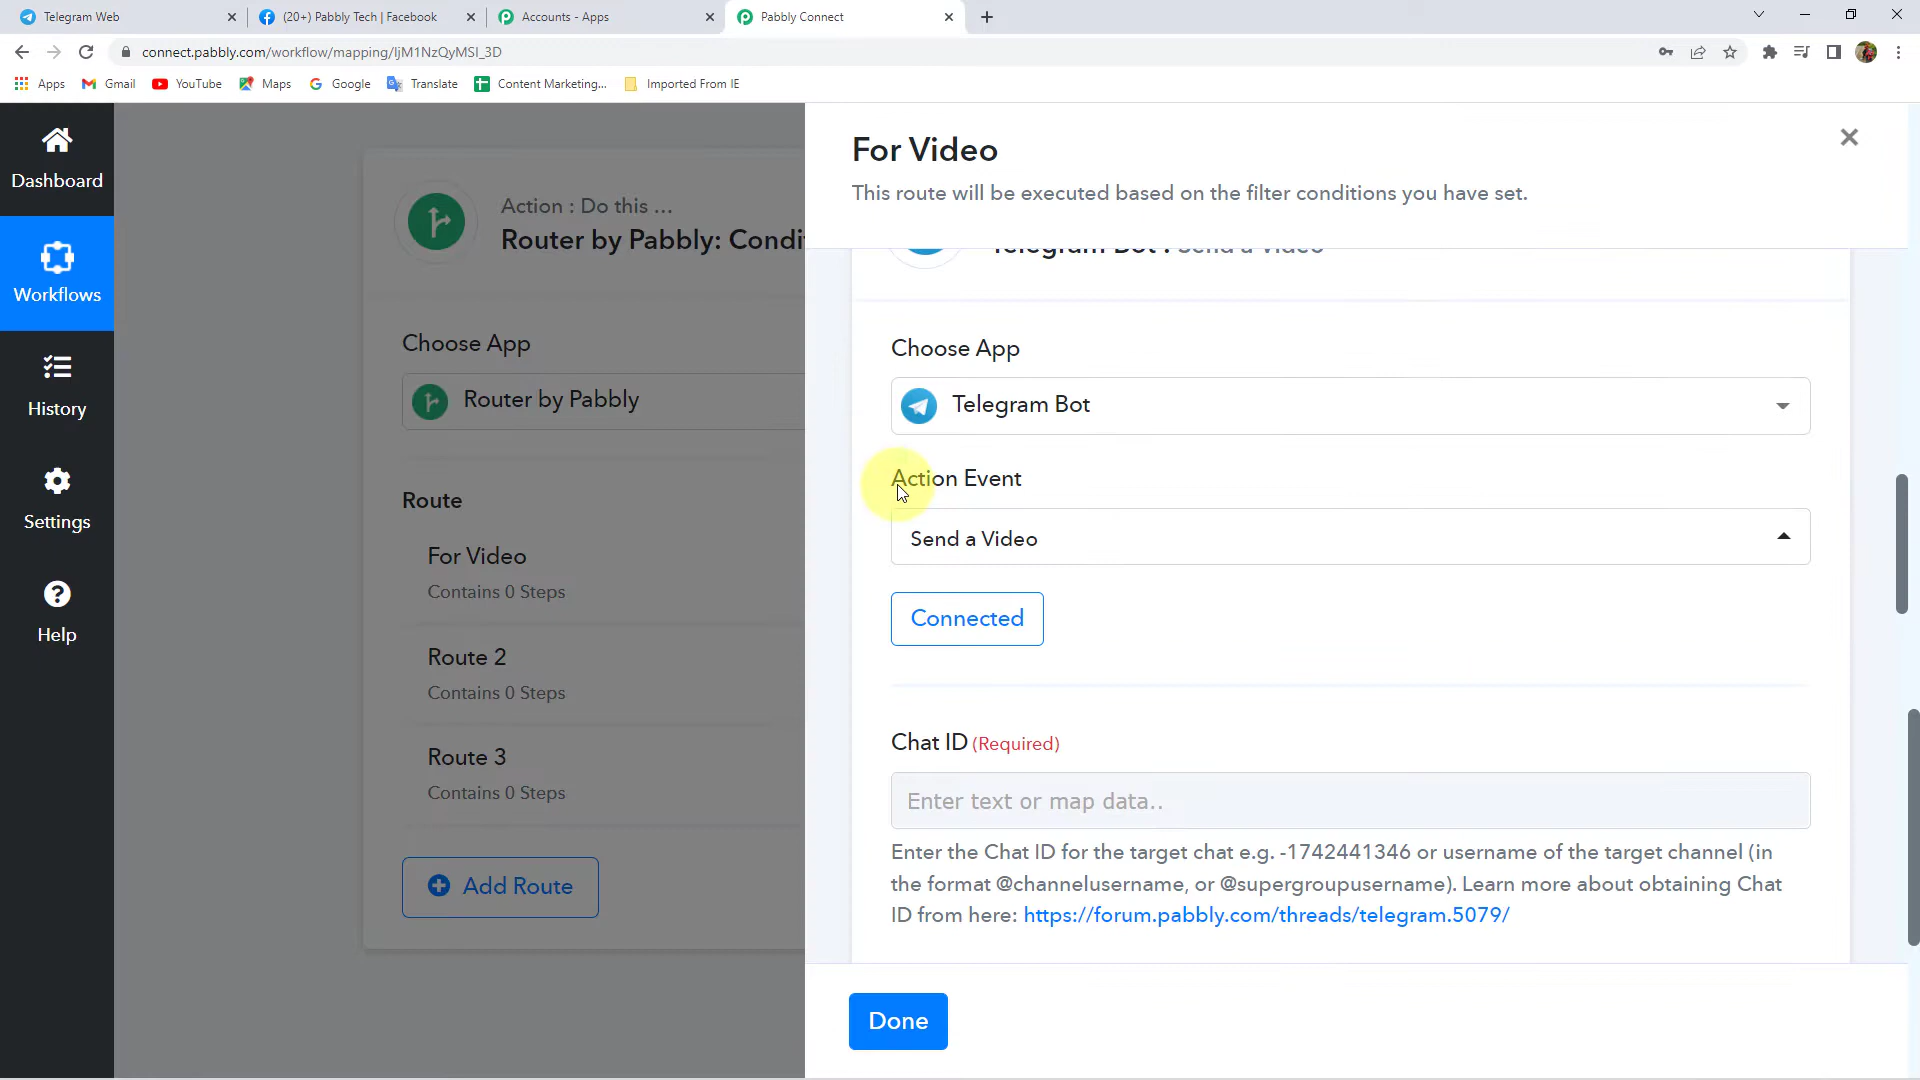 Telegram Web
(20+) Pabbly Tech | Facebook
Accounts - Apps
Pabbly Connect
connect.pabbly.com/workflow/mapping/IjM1NzQyMSI_3D
Apps
Gmail
YouTube
Maps
Google
Translate
Content Marketing...
Imported From IE
Dashboard
Workflows
History
Settings
Help
Action : Do this ...
Router by Pabbly: Condi
Choose App
Router by Pabbly
Route
For Video
Contains 0 Steps
Route 2
Contains 0 Steps
Route 3
Contains 0 Steps
Add Route
For Video
This route will be executed based on the filter conditions you have set.
Telegram Bot : Send a Video
Choose App
Telegram Bot
Action Event
Send a Video
Connected
Chat ID (Required)
Enter text or map data..
Enter the Chat ID for the target chat e.g. -1742441346 or username of the target channel (in
the format @channelusername, or @supergroupusername). Learn more about obtaining Chat
ID from here: https://forum.pabbly.com/threads/telegram.5079/
Done